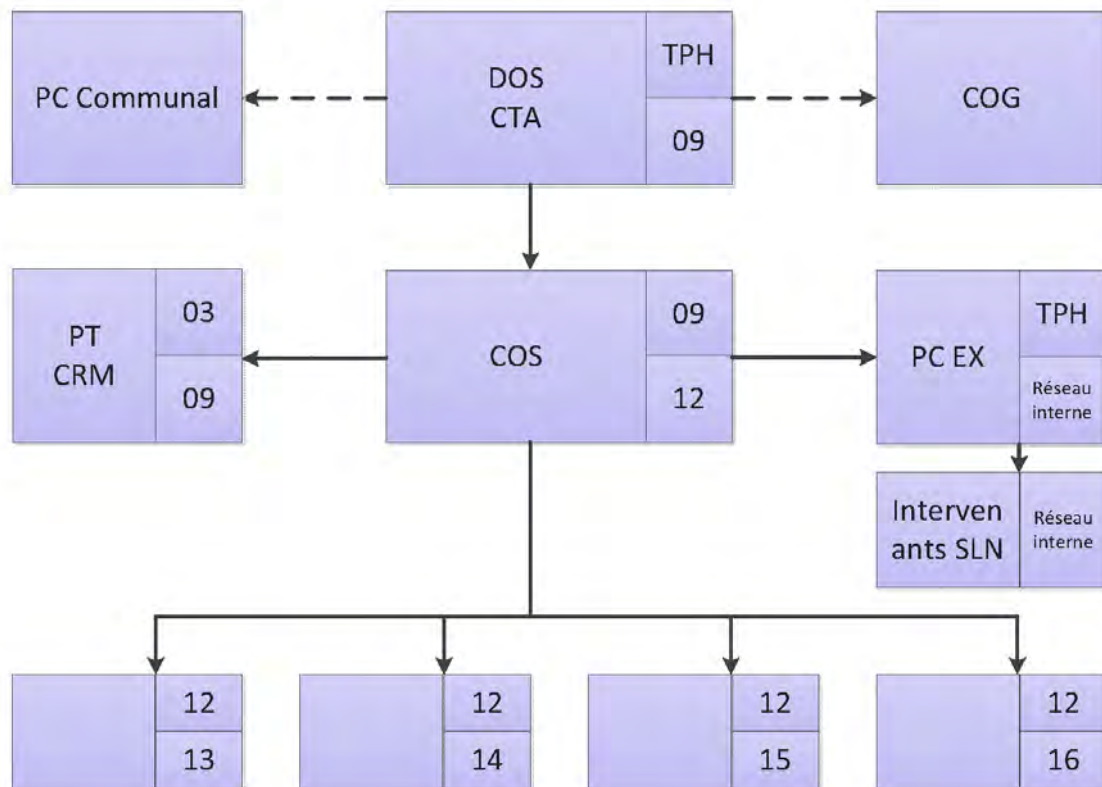 PC Communal
DOS
CTA
TPH
09
COG
PT
CRM
03
09
COS
09
12
PC EX
TPH
Réseau
interne
Interven
ants SLN
Réseau
interne
12
13
12
14
12
15
12
16